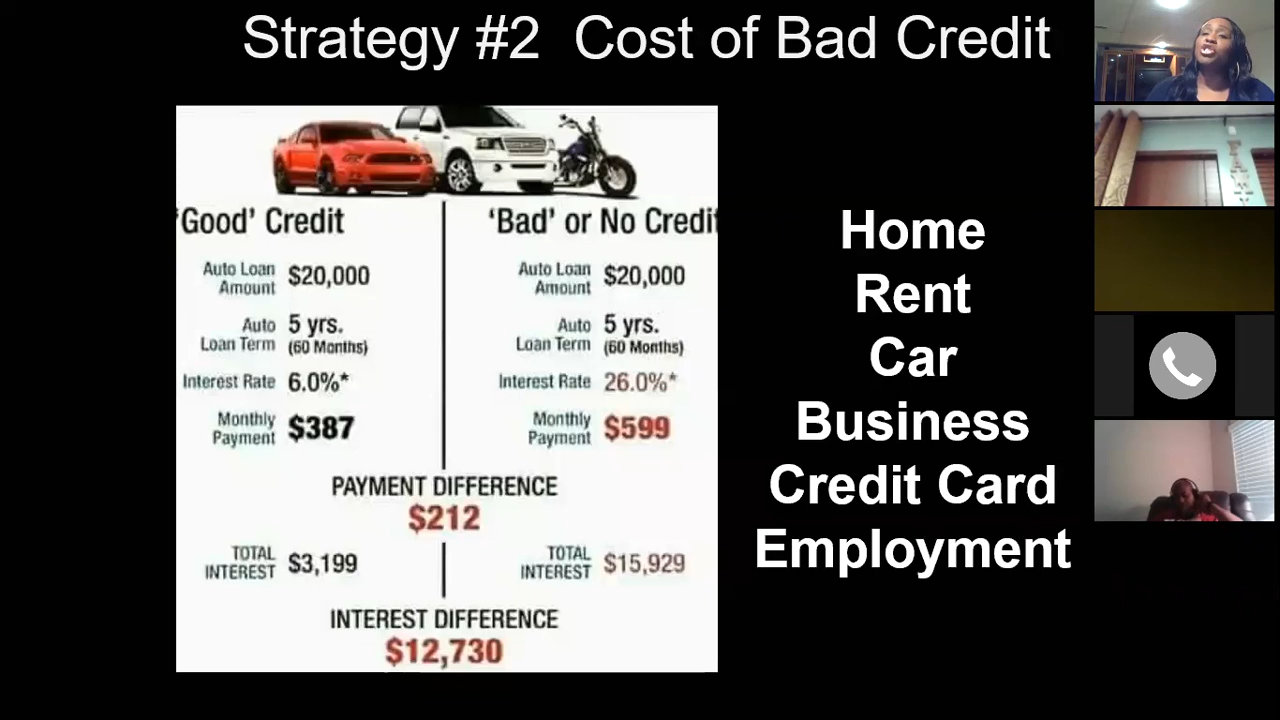 Strategy #2 Cost of Bad Credit
'Good' Credit
'Bad' or No Credit
Auto Loan
Amount
$20,000
Auto Loan
Amount
$20,000
Auto
Loan Term
5 yrs.
(60 Months)
Auto
Loan Term
5 yrs.
(60 Months)
Interest Rate 6.0%*
Interest Rate 26.0%*
Monthly
Payment
$387
Monthly
Payment
$599
PAYMENT DIFFERENCE
$212
TOTAL
INTEREST
$3,199
TOTAL
INTEREST
$15,929
INTEREST DIFFERENCE
$12,730
Home
Rent
Car
Business
Credit Card
Employment